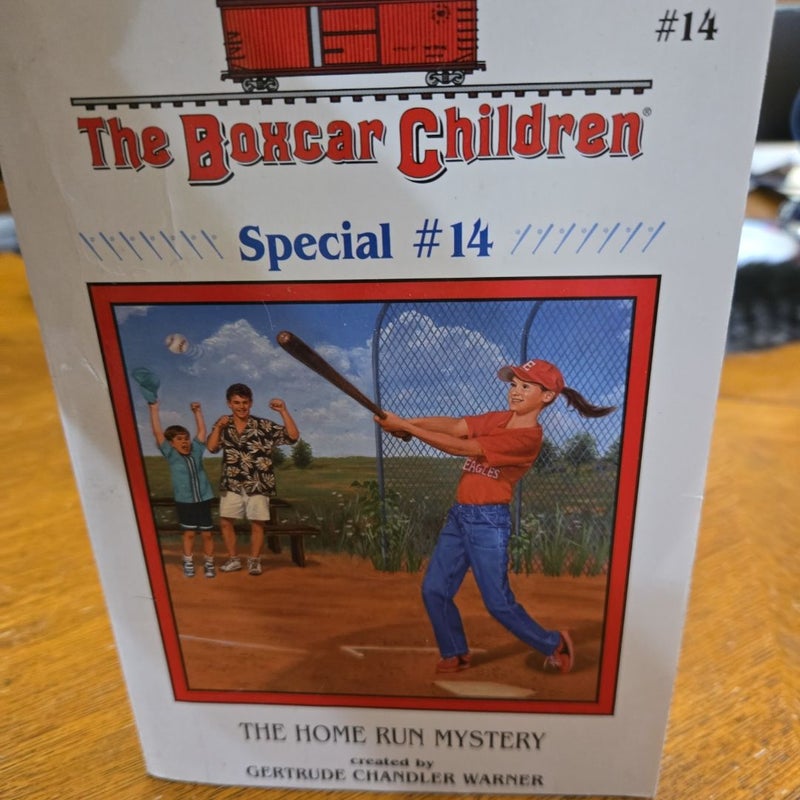 #14
The Boxcar Children®
Special #14
E
EAGLES
THE HOME RUN MYSTERY
created by
GERTRUDE CHANDLER WARNER